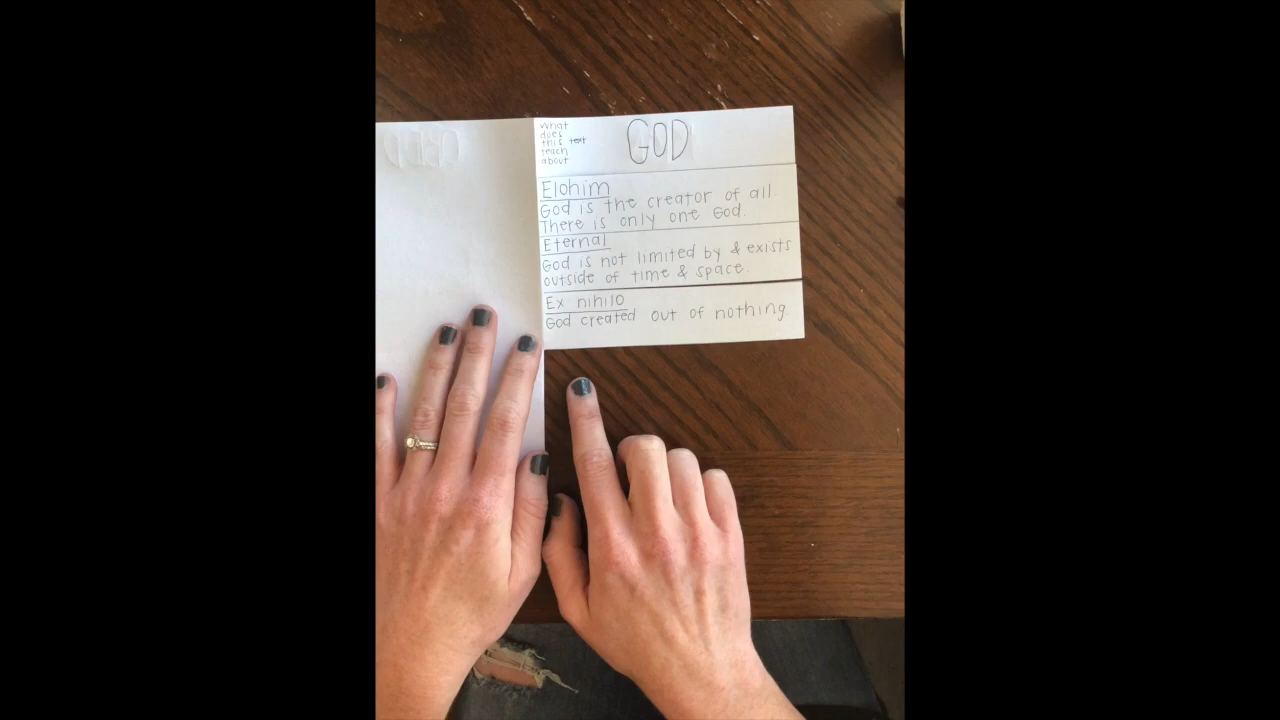 what
does
this text
teach
about
GOD
Elohim
God is the creator of all.
There is only one God.
Eternal
God is not limited by & exists
outside of time & space.
Ex nihilo
God created out of nothing.